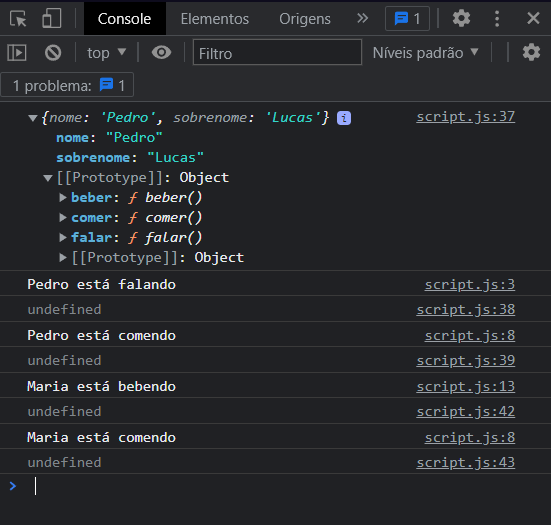 Console Elementos Origens » 1
top Filtro Níveis padrão
1 problema: 1
{nome: 'Pedro', sobrenome: 'Lucas'} i script.js:37
nome: "Pedro"
sobrenome: "Lucas"
[[Prototype]]: Object
beber: ƒ beber()
comer: ƒ comer()
falar: ƒ falar()
[[Prototype]]: Object
Pedro está falando script.js:3
undefined script.js:38
Pedro está comendo script.js:8
undefined script.js:39
Maria está bebendo script.js:13
undefined script.js:42
Maria está comendo script.js:8
undefined script.js:43
>